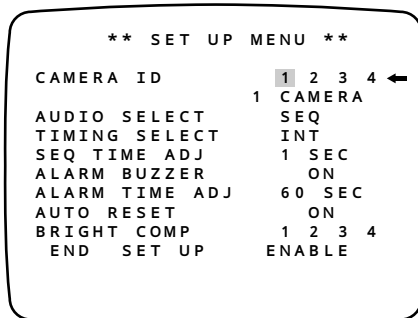 ** SET UP MENU **
CAMERA ID 1 2 3 4 ←
1 CAMERA
AUDIO SELECT SEQ
TIMING SELECT INT
SEQ TIME ADJ 1 SEC
ALARM BUZZER ON
ALARM TIME ADJ 60 SEC
AUTO RESET ON
BRIGHT COMP 1 2 3 4
END SET UP ENABLE